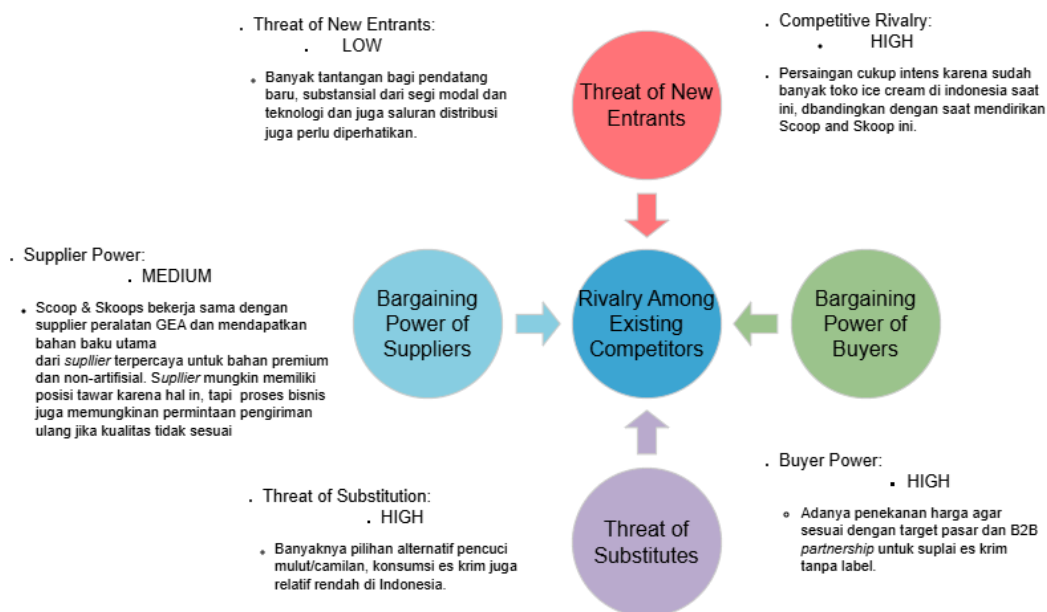 Threat of New Entrants:
LOW
Banyak tantangan bagi pendatang
baru, substansial dari segi modal dan
teknologi dan juga saluran distribusi
juga perlu diperhatikan.
Threat of New
Entrants
Competitive Rivalry:
HIGH
Persaingan cukup intens karena sudah
banyak toko ice cream di indonesia saat
ini, dbandingkan dengan saat mendirikan
Scoop and Skoop ini.
Supplier Power:
MEDIUM
Scoop & Skoops bekerja sama dengan
supplier peralatan GEA dan mendapatkan
bahan baku utama
dari supllier terpercaya untuk bahan premium
dan non-artifisial. Supllier mungkin memiliki
posisi tawar karena hal in, tapi proses bisnis
juga memungkinan permintaan pengiriman
ulang jika kualitas tidak sesuai
Bargaining
Power of
Suppliers
Rivalry Among
Existing
Competitors
Bargaining
Power of
Buyers
Threat of Substitution:
HIGH
Banyaknya pilihan alternatif pencuci
mulut/camilan, konsumsi es krim juga
relatif rendah di Indonesia.
Threat of
Substitutes
Buyer Power:
HIGH
Adanya penekanan harga agar
sesuai dengan target pasar dan B2B
partnership untuk suplai es krim
tanpa label.